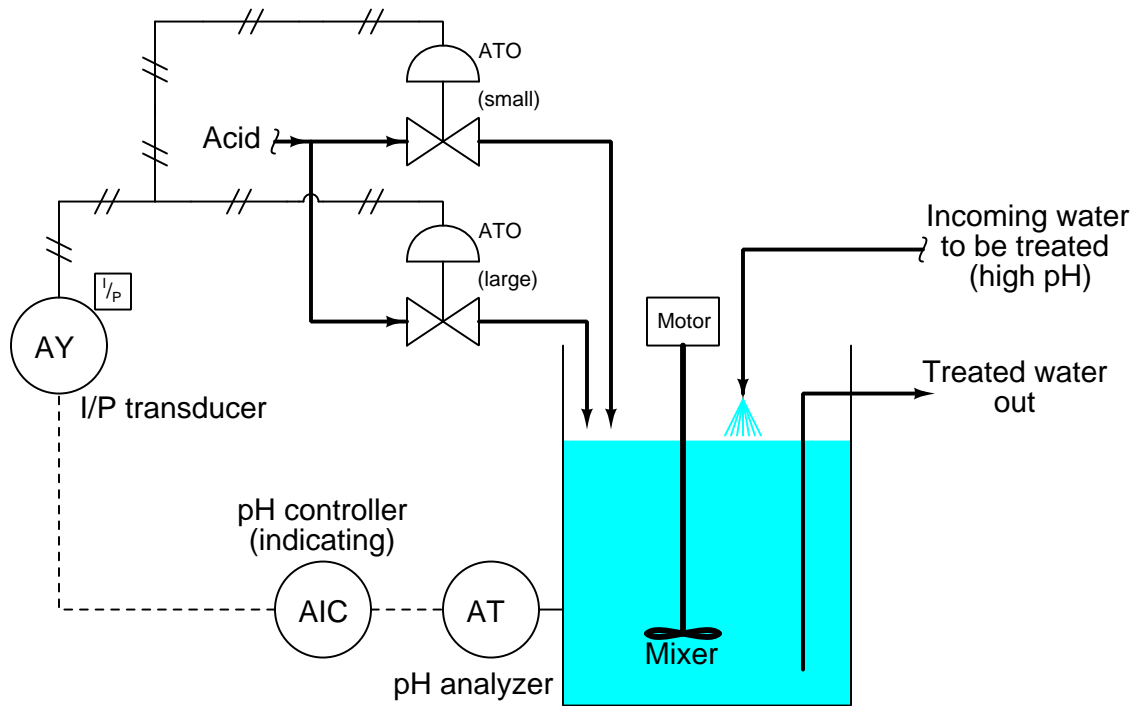 ATO
(small)
Acid
ATO
(large)
Incoming water
to be treated
(high pH)
I/P
AY
I/P transducer
Motor
Treated water
out
pH controller
(indicating)
AIC
AT
Mixer
pH analyzer